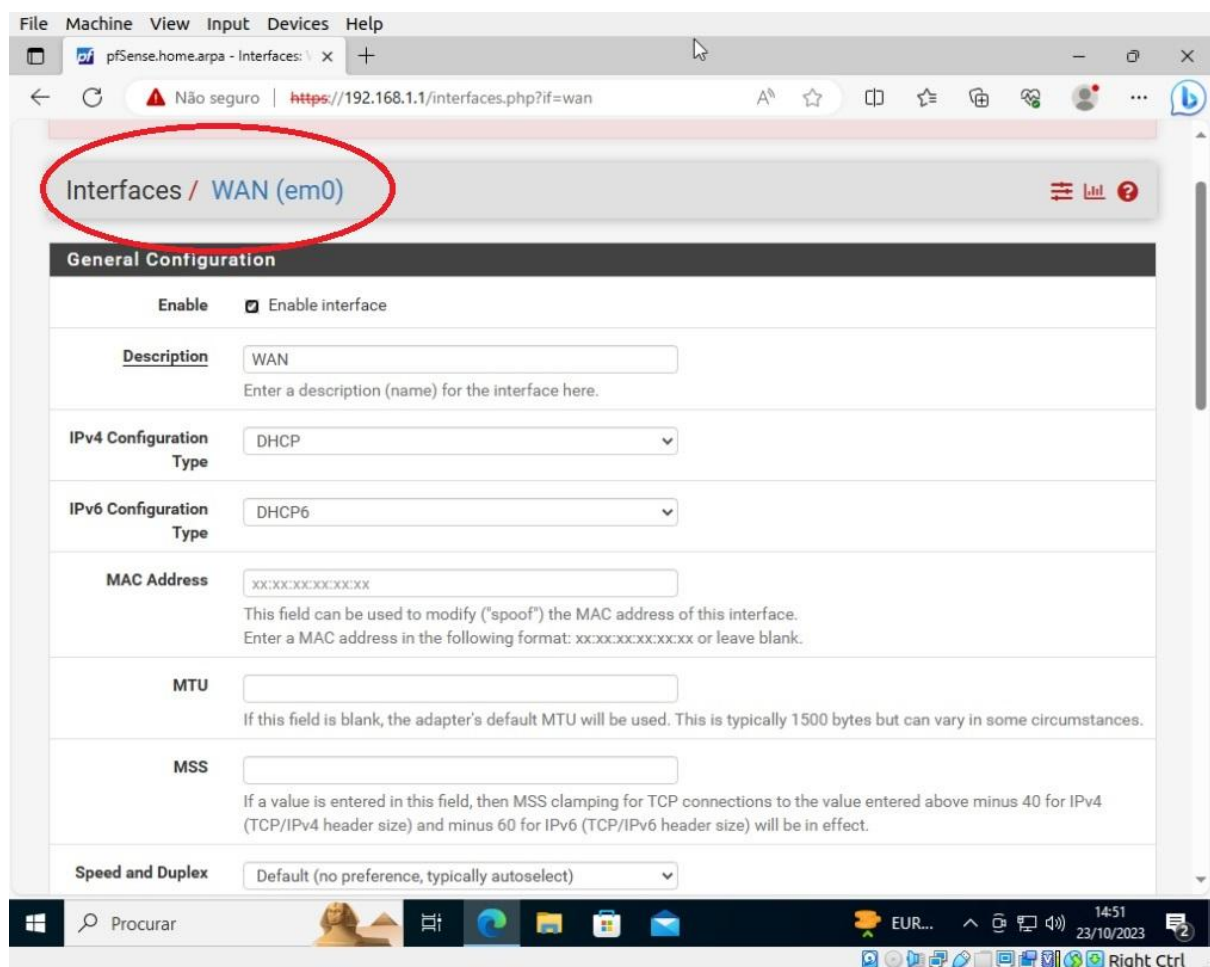 File Machine View Input Devices Help
pfSense.home.arpa - Interfaces:
Não seguro | https://192.168.1.1/interfaces.php?if=wan
Interfaces / WAN (em0)
General Configuration
Enable Enable interface
Description WAN
Enter a description (name) for the interface here.
IPv4 Configuration Type DHCP
IPv6 Configuration Type DHCP6
MAC Address xx:xx:xx:xx:xx:xx
This field can be used to modify ("spoof") the MAC address of this interface.
Enter a MAC address in the following format: xx:xx:xx:xx:xx:xx or leave blank.
MTU
If this field is blank, the adapter's default MTU will be used. This is typically 1500 bytes but can vary in some circumstances.
MSS
If a value is entered in this field, then MSS clamping for TCP connections to the value entered above minus 40 for IPv4
(TCP/IPv4 header size) and minus 60 for IPv6 (TCP/IPv6 header size) will be in effect.
Speed and Duplex Default (no preference, typically autoselect)
Procurar
EUR...
14:51
23/10/2023
2
Right Ctrl